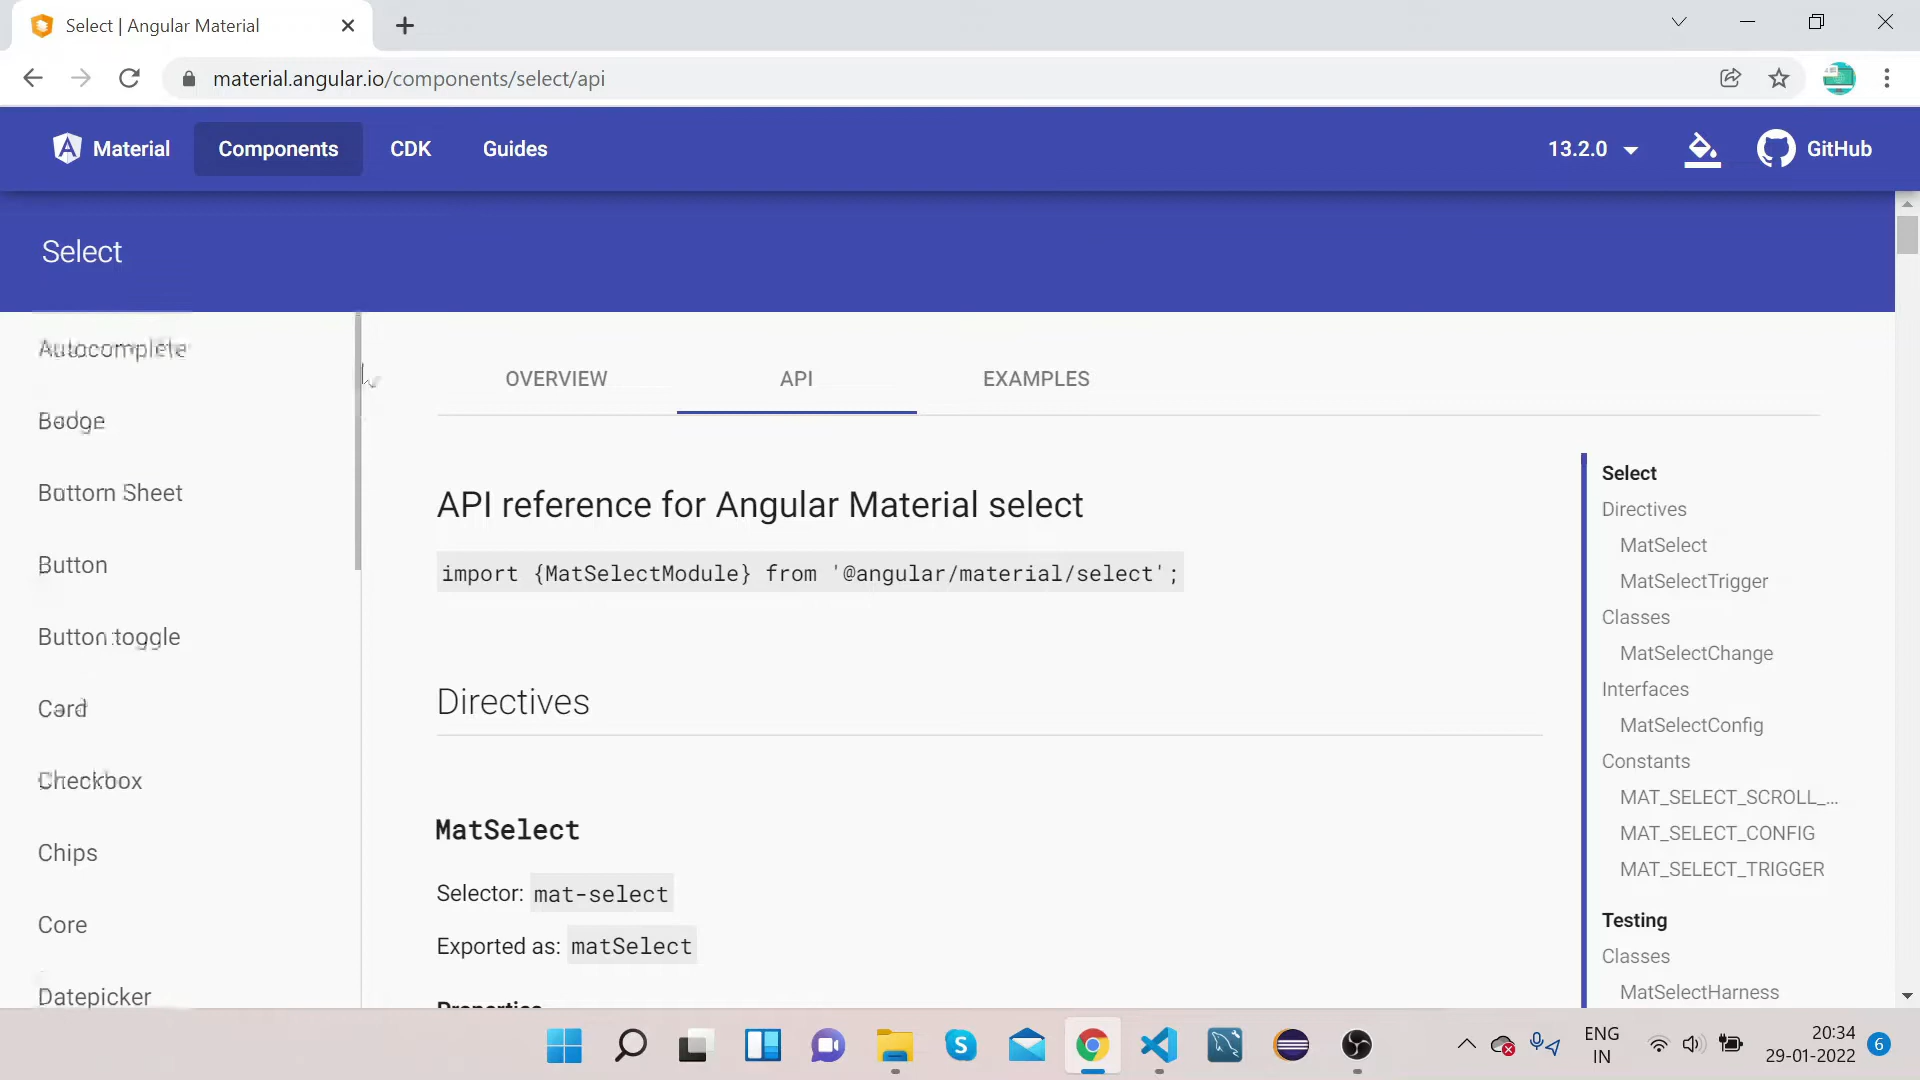 Select | Angular Material
material.angular.io/components/select/api
Material
Components
CDK
Guides
13.2.0
GitHub
Select
Autocomplete
Badge
Bottom Sheet
Button
Button toggle
Card
Checkbox
Chips
Core
Datepicker
OVERVIEW
API
EXAMPLES
API reference for Angular Material select
import {MatSelectModule} from '@angular/material/select';
Directives
MatSelect
Selector: mat-select
Exported as: matSelect
Properties
Select
Directives
MatSelect
MatSelectTrigger
Classes
MatSelectChange
Interfaces
MatSelectConfig
Constants
MAT_SELECT_SCROLL_...
MAT_SELECT_CONFIG
MAT_SELECT_TRIGGER
Testing
Classes
MatSelectHarness
ENG
IN
20:34
29-01-2022
6